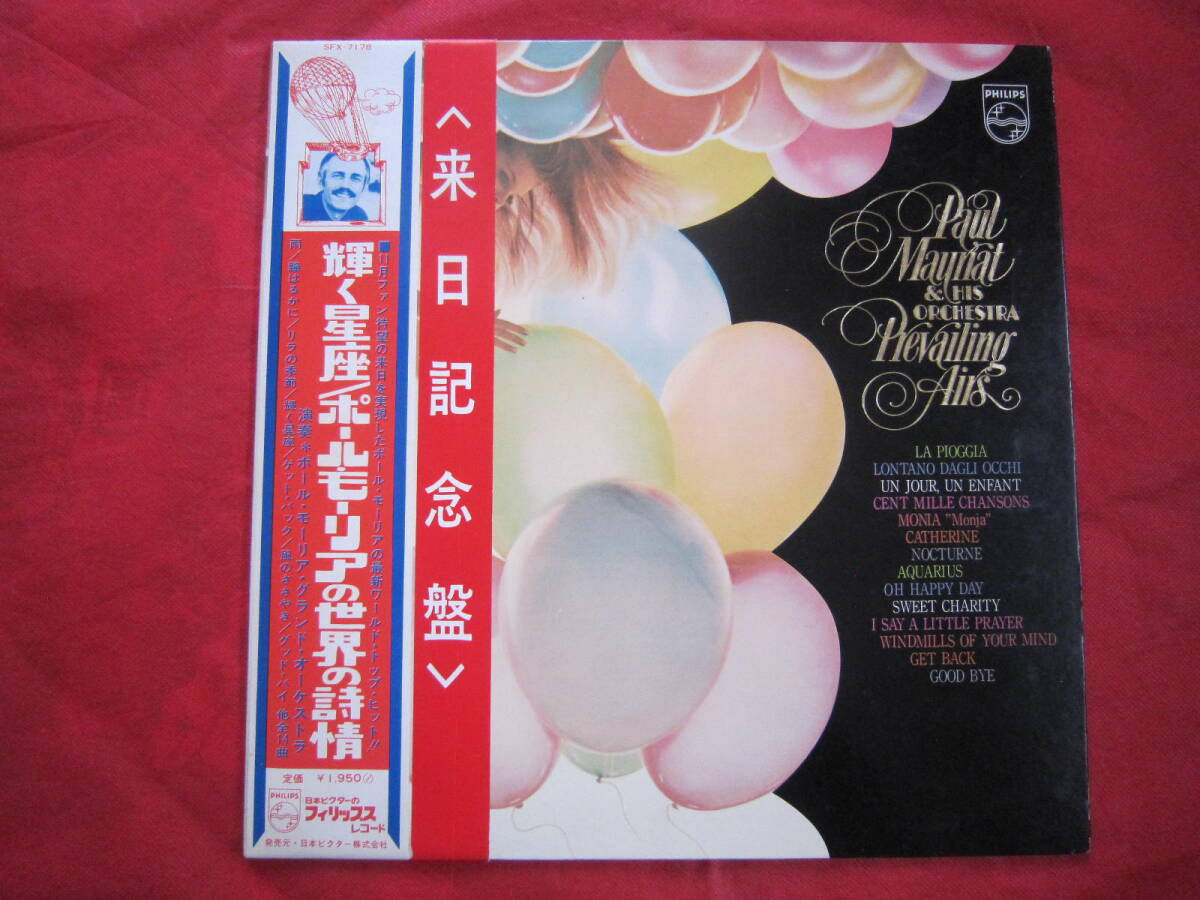 SFX-7178
■11月ファン待望の来日を実現したポール・モーリアの最新ワールド・トップ・ヒット!!
輝く星座/ポール・モーリアの世界の詩情
演奏＊ポール・モーリア・グランド・オーケストラ
雨/瞳はるかに/リラの季節/輝く星座/ゲット・バック/風のささやき/グッド・バイ 他全14曲
定価 ¥1,950
PHILIPS
日本ビクターの
フィリップス
レコード
発売元・日本ビクター株式会社
<来日記念盤>
PHILIPS
Paul
Mauriat
& HIS
ORCHESTRA
Prevailing
Airs
LA PIOGGIA
LONTANO DAGLI OCCHI
UN JOUR, UN ENFANT
CENT MILLE CHANSONS
MONIA "Monja"
CATHERINE
NOCTURNE
AQUARIUS
OH HAPPY DAY
SWEET CHARITY
I SAY A LITTLE PRAYER
WINDMILLS OF YOUR MIND
GET BACK
GOOD BYE